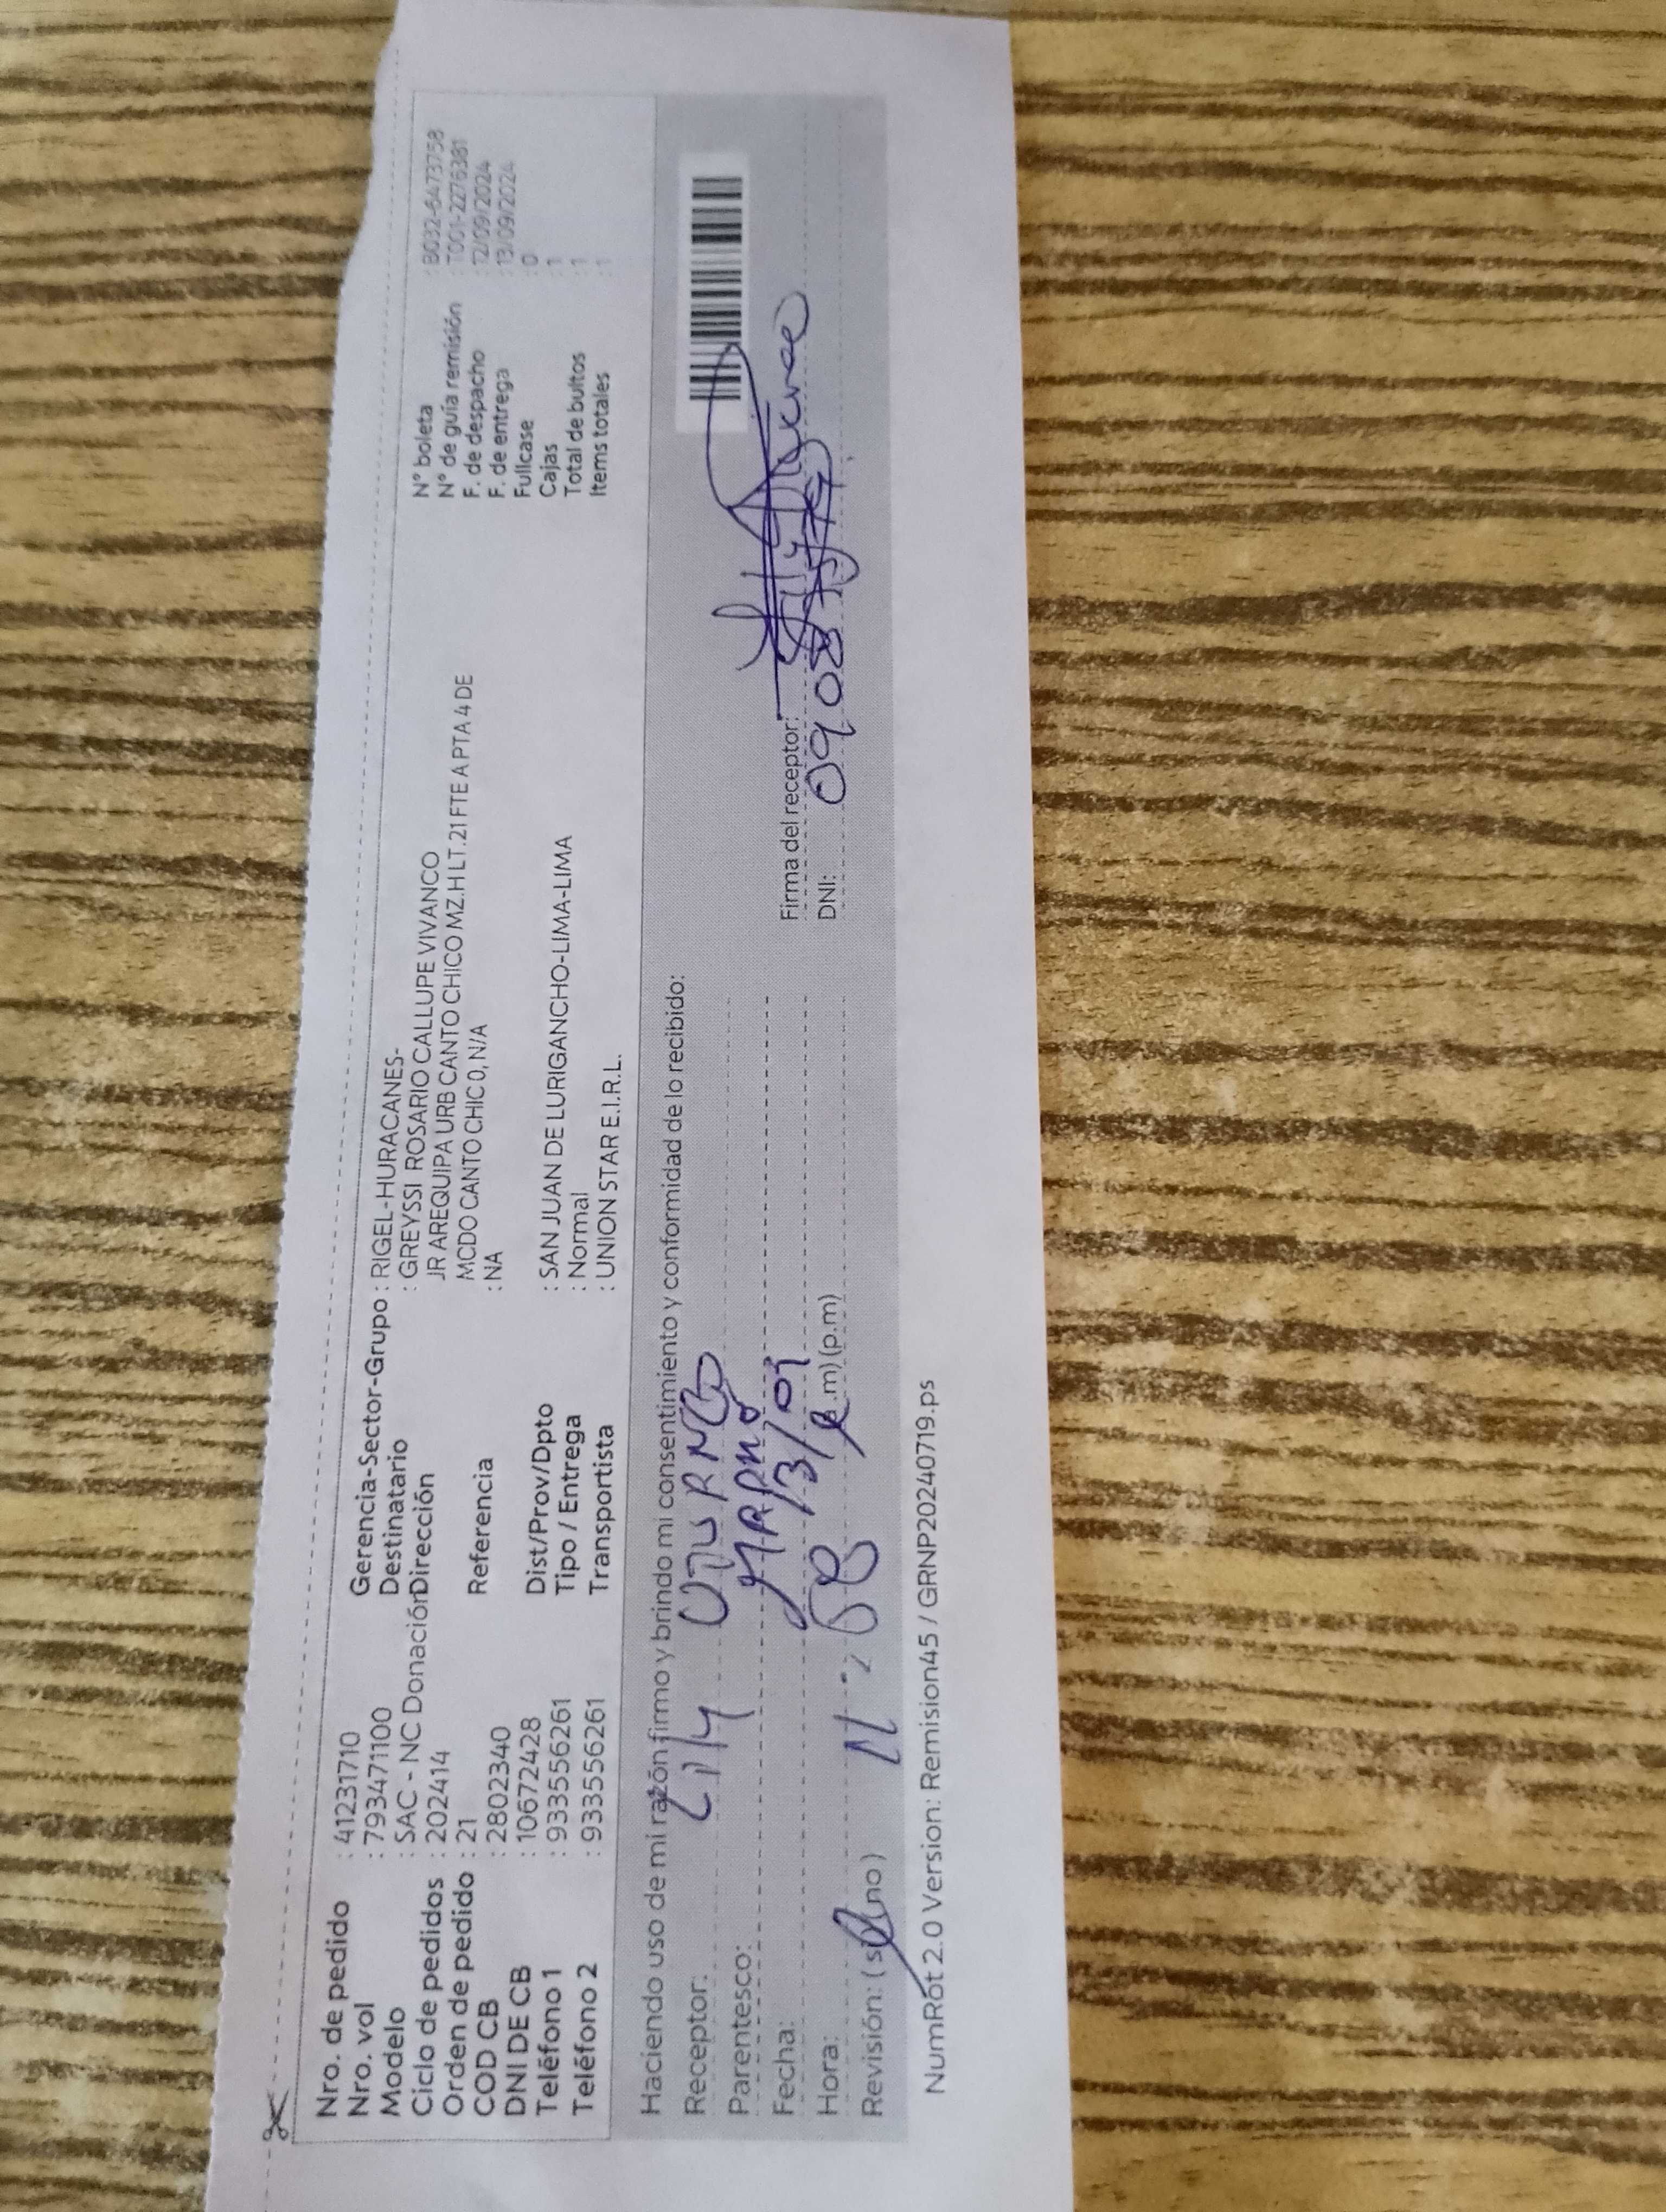 Nro. de pedido : 41231710
Nro. vol : 793471100
Modelo : SAC - NC Donación
Ciclo de pedidos : 202414
Orden de pedido : 21
COD CB : 2802340
DNI DE CB : 10672428
Teléfono 1 : 933556261
Teléfono 2 : 933556261
Gerencia-Sector-Grupo : RIGEL-HURACANES-
Destinatario : GREYSSI ROSARIO CALLUPE VIVANCO
Dirección JR AREQUIPA URB CANTO CHICO MZ.H LT.21 FTE A PTA 4 DE
MCDO CANTO CHIC 0, N/A
Referencia : NA
Dist/Prov/Dpto : SAN JUAN DE LURIGANCHO-LIMA-LIMA
Tipo / Entrega : Normal
Transportista : UNION STAR E.I.R.L.
N° boleta : B032-6473758
N° de guía remisión : T001-22276381
F. de despacho : 12/09/2024
F. de entrega : 13/09/2024
Fullcase : 0
Cajas : 1
Total de bultos : 1
Items totales : 1
Haciendo uso de mi razón firmo y brindo mi consentimiento y conformidad de lo recibido:
Receptor:
Parentesco:
Fecha: 13/09
Hora: 11:58 (a.m) (p.m)
Revisión: (si/no)
Firma del receptor:
DNI:
NumRot 2.0 Version: Remision45 / GRNP20240719.ps